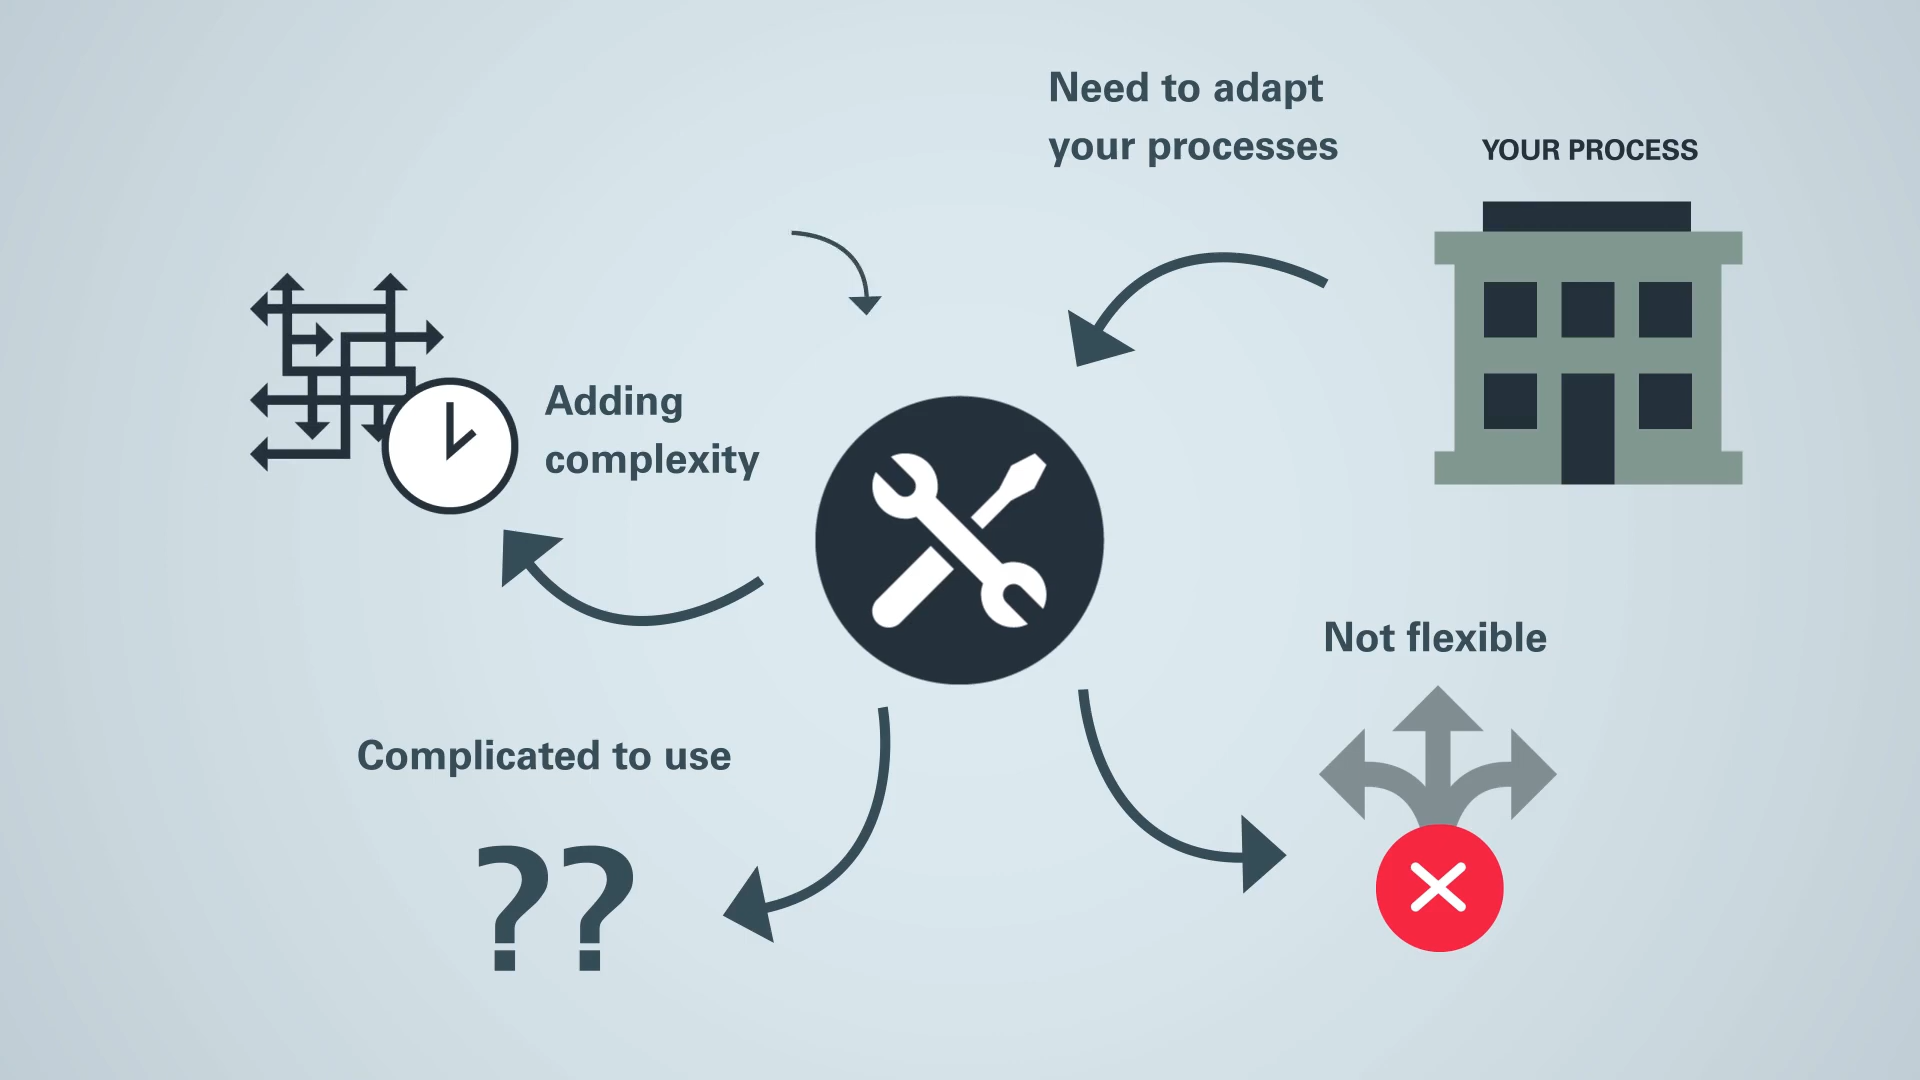 Need to adapt
your processes
YOUR PROCESS
Adding
complexity
Not flexible
Complicated to use
??